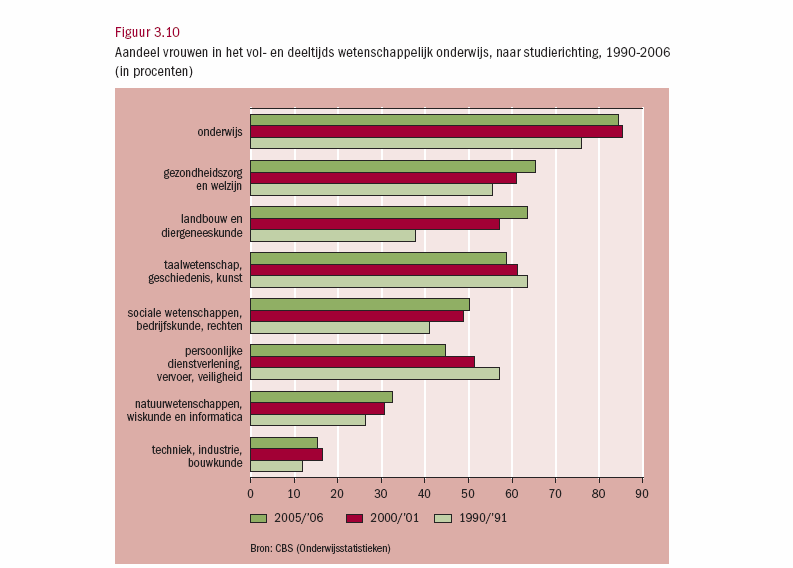 Figuur 3.10
Aandeel vrouwen in het vol- en deeltijds wetenschappelijk onderwijs, naar studierichting, 1990-2006
(in procenten)
onderwijs
gezondheidszorg
en welzijn
landbouw en
diergeneeskunde
taalwetenschap,
geschiedenis, kunst
sociale wetenschappen,
bedrijfskunde, rechten
persoonlijke
dienstverlening,
vervoer, veiligheid
natuurwetenschappen,
wiskunde en informatica
techniek, industrie,
bouwkunde
0 10 20 30 40 50 60 70 80 90
2005/'06 2000/'01 1990/'91
Bron: CBS (Onderwijsstatistieken)